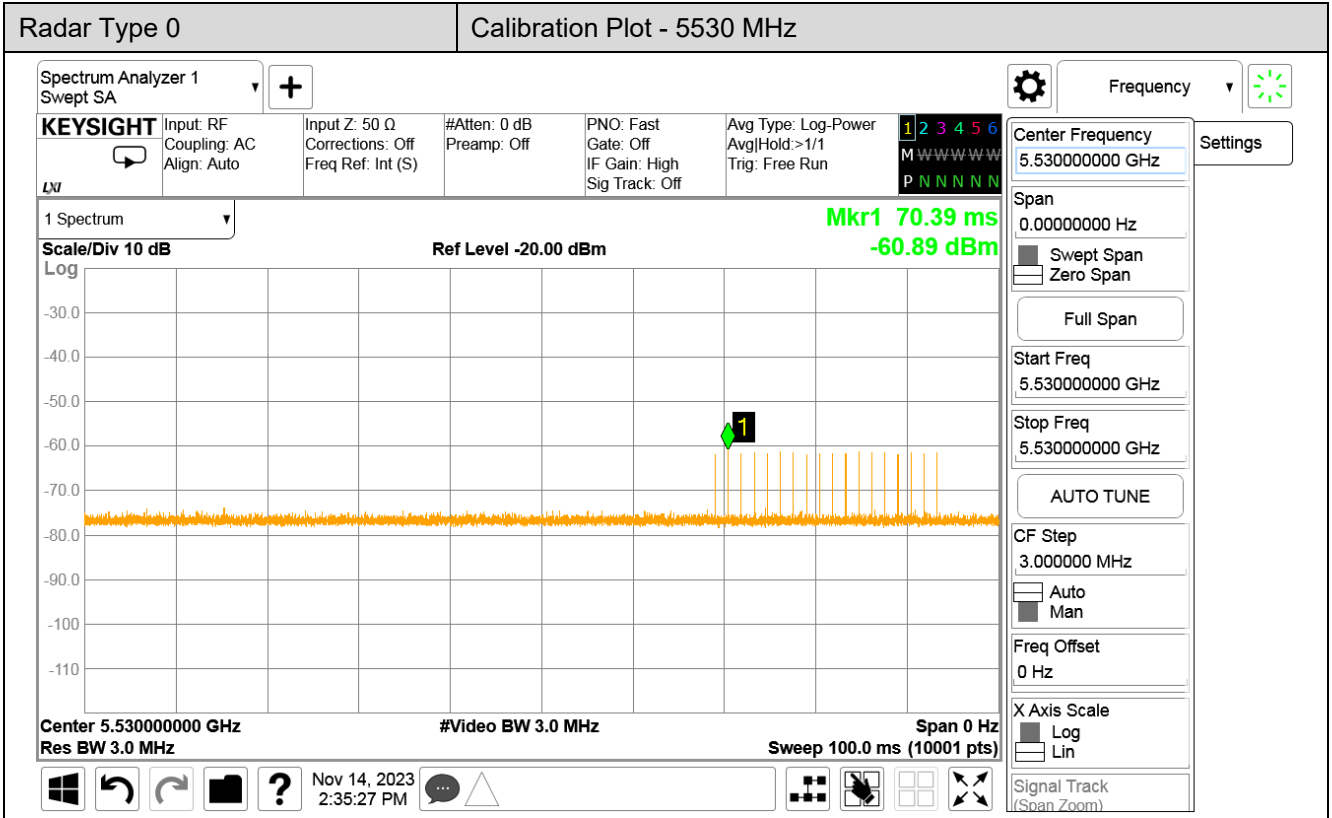 Radar Type 0
Calibration Plot - 5530 MHz
Spectrum Analyzer 1
Swept SA
Frequency
KEYSIGHT
LXI
Input: RF
Coupling: AC
Align: Auto
Input Z: 50 Ω
Corrections: Off
Freq Ref: Int (S)
#Atten: 0 dB
Preamp: Off
PNO: Fast
Gate: Off
IF Gain: High
Sig Track: Off
Avg Type: Log-Power
Avg|Hold:>1/1
Trig: Free Run
1 2 3 4 5 6
M W W W W W
P N N N N N
Center Frequency
5.530000000 GHz
Settings
Span
0.00000000 Hz
Swept Span
Zero Span
Full Span
Start Freq
5.530000000 GHz
Stop Freq
5.530000000 GHz
AUTO TUNE
CF Step
3.000000 MHz
Auto
Man
Freq Offset
0 Hz
X Axis Scale
Log
Lin
Signal Track
(Span Zoom)
1 Spectrum
Mkr1 70.39 ms
-60.89 dBm
Scale/Div 10 dB
Ref Level -20.00 dBm
Log
-30.0
-40.0
-50.0
1
-60.0
-70.0
-80.0
-90.0
-100
-110
Center 5.530000000 GHz
#Video BW 3.0 MHz
Span 0 Hz
Res BW 3.0 MHz
Sweep 100.0 ms (10001 pts)
?
Nov 14, 2023
2:35:27 PM